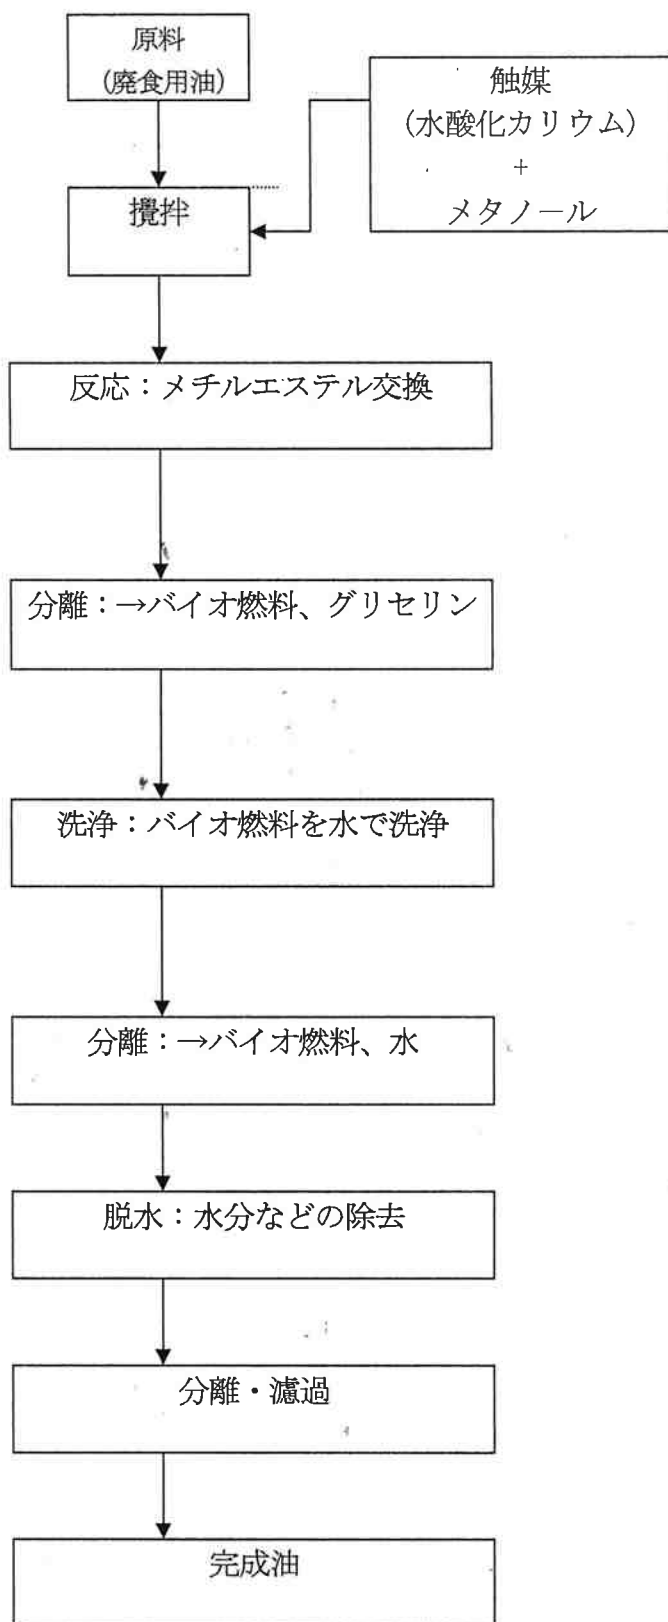 原料
(廃食用油)
触媒
(水酸化カリウム)
+
メタノール
攪拌
反応：メチルエステル交換
分離：→バイオ燃料、グリセリン
洗浄：バイオ燃料を水で洗浄
分離：→バイオ燃料、水
脱水：水分などの除去
分離・濾過
完成油